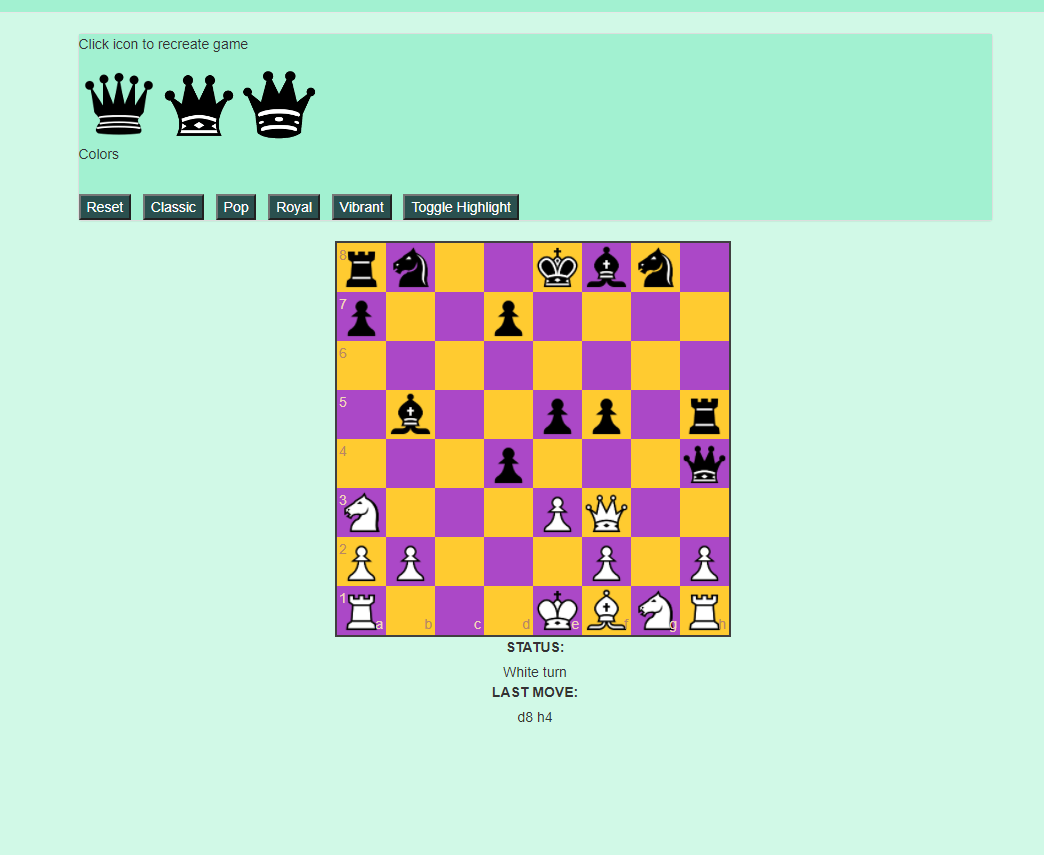 Click icon to recreate game
Colors
Reset Classic Pop Royal Vibrant Toggle Highlight
8
7
6
5
4
3
2
1
a b c d e f g h
STATUS:
White turn
LAST MOVE:
d8 h4